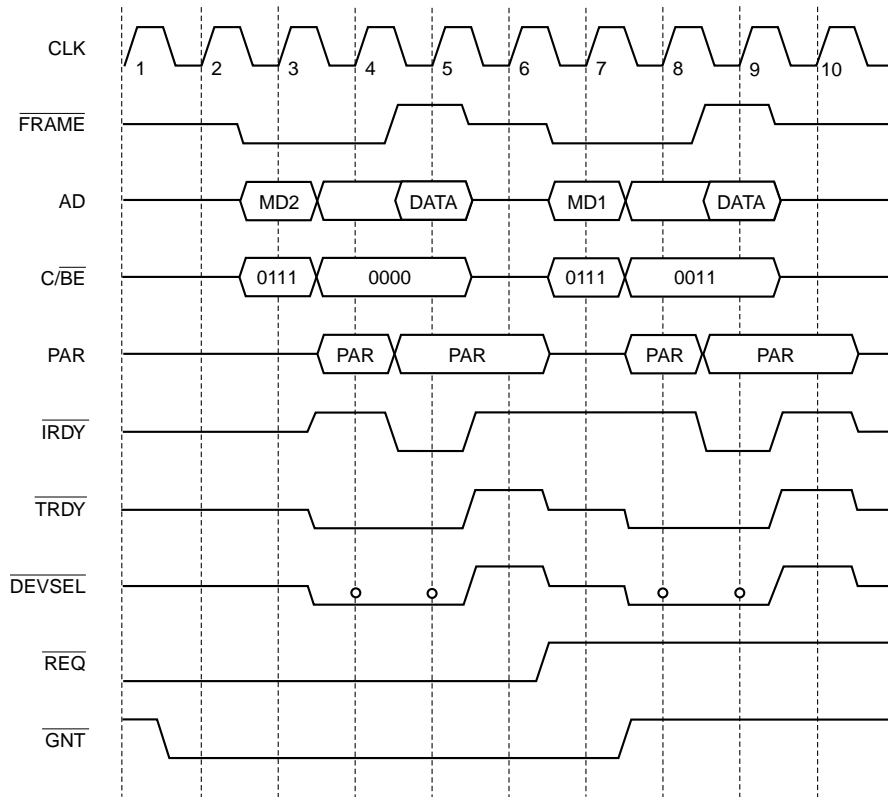 CLK 1 2 3 4 5 6 7 8 9 10
FRAME
AD MD2 DATA MD1 DATA
C/BE 0111 0000 0111 0011
PAR PAR PAR PAR PAR
IRDY
TRDY
DEVSEL
REQ
GNT